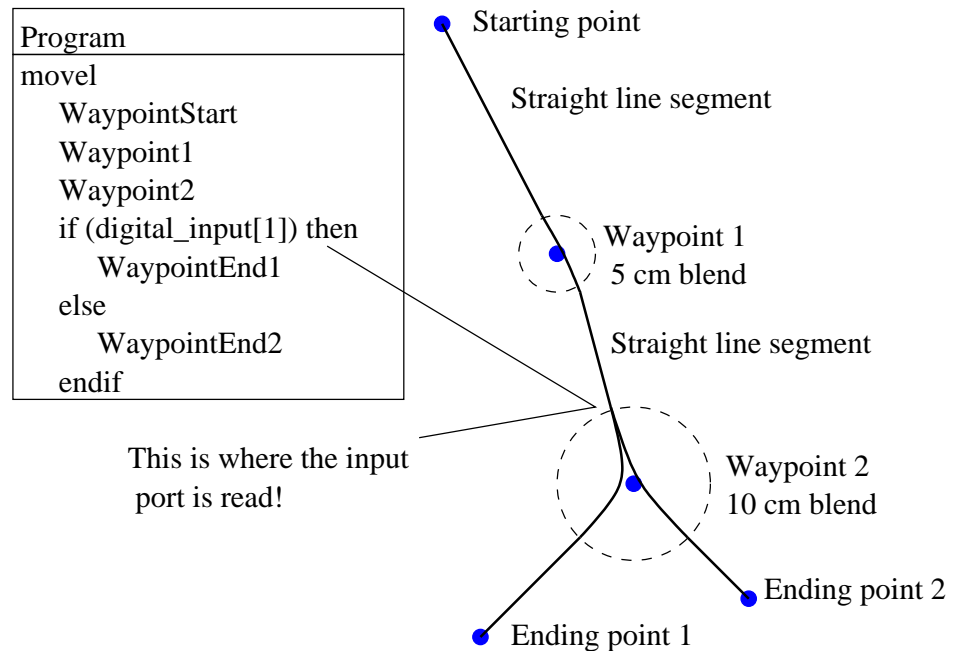 Program
movel
WaypointStart
Waypoint1
Waypoint2
if (digital_input[1]) then
WaypointEnd1
else
WaypointEnd2
endif
Starting point
Straight line segment
Waypoint 1
5 cm blend
Straight line segment
This is where the input
port is read!
Waypoint 2
10 cm blend
Ending point 2
Ending point 1